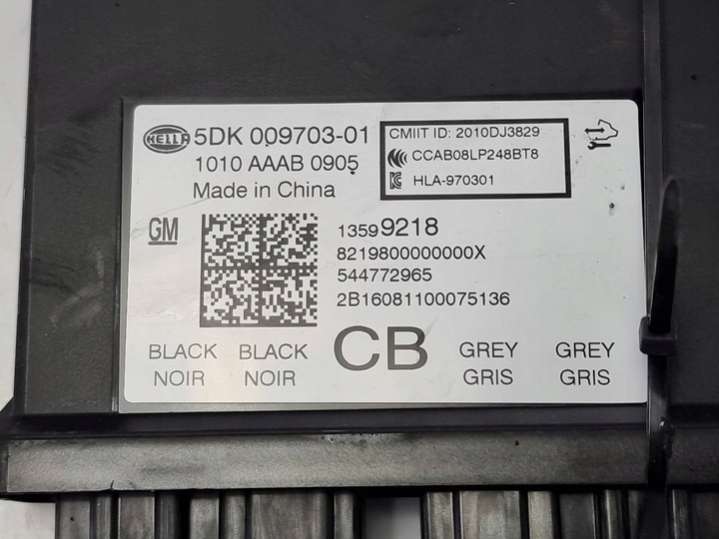 HELLA 5DK 009703-01
1010 AAAB 0905
Made in China
CMIIT ID: 2010DJ3829
CCAB08LP248BT8
HLA-970301
GM
13599218
8219800000000X
544772965
2B16081100075136
BLACK BLACK CB GREY GREY
NOIR NOIR GRIS GRIS